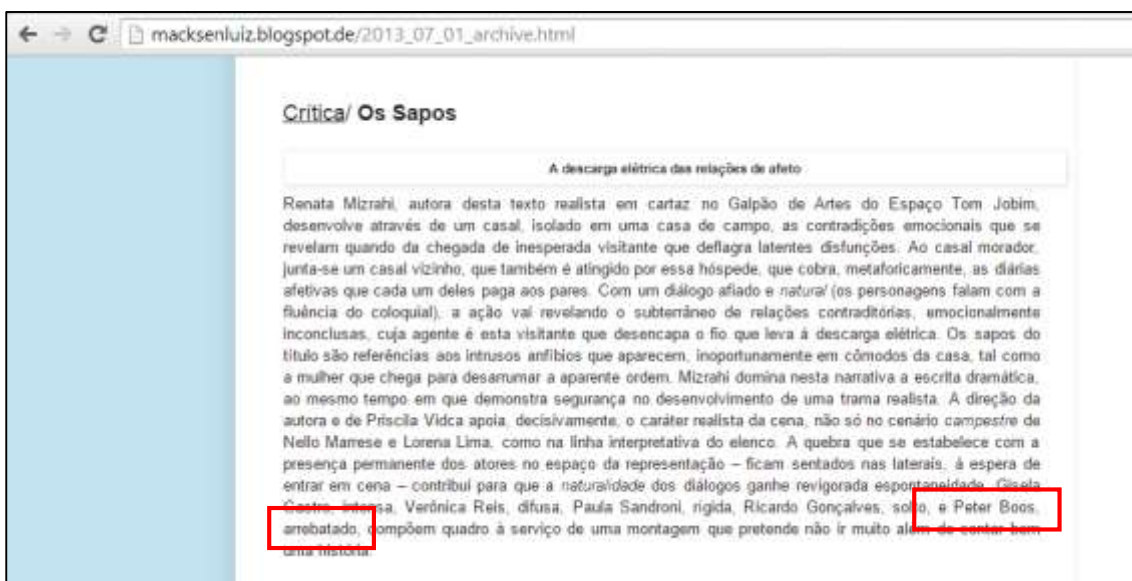 macksenluiz.blogspot.de/2013_07_01_archive.html
Crítica/ Os Sapos
A descarga elétrica das relações de afeto
Renata Mizrahi, autora desta texto realista em cartaz no Galpão de Artes do Espaço Tom Jobim,
desenvolve através de um casal, isolado em uma casa de campo, as contradições emocionais que se
revelam quando da chegada de inesperada visitante que deflagra latentes disfunções. Ao casal morador,
junta-se um casal vizinho, que também é atingido por essa hóspede, que cobra, metaforicamente, as diárias
afetivas que cada um deles paga aos pares. Com um diálogo afiado e natural (os personagens falam com a
fluência do coloquial), a ação vai revelando o subterrâneo de relações contraditórias, emocionalmente
inconclusas, cuja agente é esta visitante que desencapa o fio que leva à descarga elétrica. Os sapos do
título são referências aos intrusos anfíbios que aparecem, inoportunamente em cômodos da casa, tal como
a mulher que chega para desarrumar a aparente ordem. Mizrahi domina nesta narrativa a escrita dramática,
ao mesmo tempo em que demonstra segurança no desenvolvimento de uma trama realista. A direção da
autora e de Priscila Vidca apoia, decisivamente, o caráter realista da cena, não só no cenário campestre de
Nello Marrese e Lorena Lima, como na linha interpretativa do elenco. A quebra que se estabelece com a
presença permanente dos atores no espaço da representação – ficam sentados nas laterais, à espera de
entrar em cena – contribui para que a naturalidade dos diálogos ganhe revigorada espontaneidade. Gisela
Castro, intensa, Verônica Reis, difusa, Paula Sandroni, rígida, Ricardo Gonçalves, solto, e Peter Boos,
arrebatado, compõem quadro à serviço de uma montagem que pretende não ir muito além de contar bem
uma história.